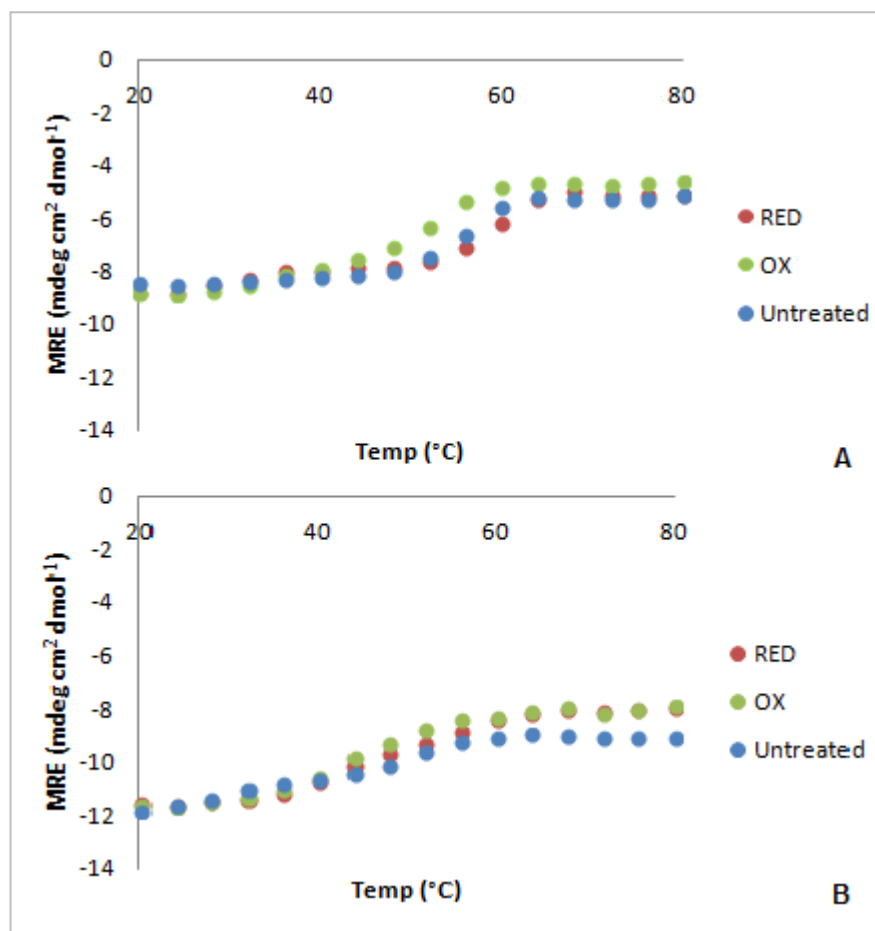 0
20
40
60
80
-2
-4
-6
-8
-10
-12
-14
MRE (mdeg cm² dmol⁻¹)
Temp (°C)
RED
OX
Untreated
A
0
20
40
60
80
-2
-4
-6
-8
-10
-12
-14
MRE (mdeg cm² dmol⁻¹)
Temp (°C)
RED
OX
Untreated
B